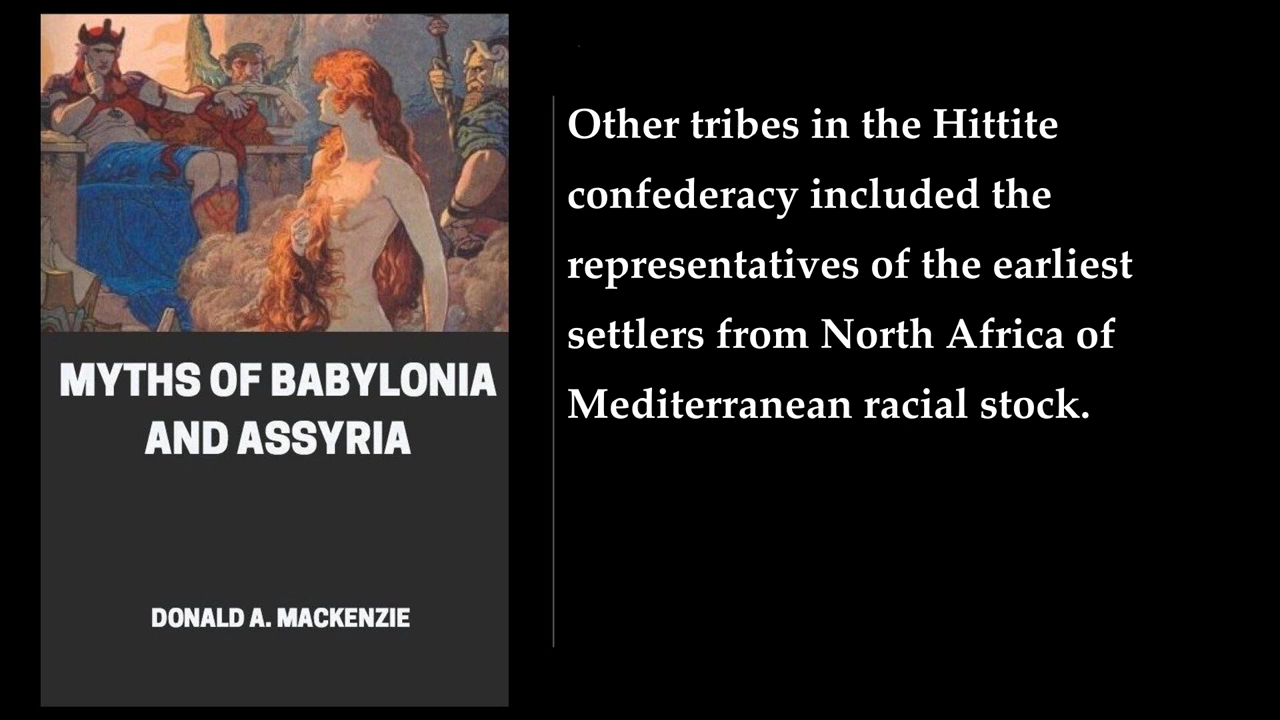 MYTHS OF BABYLONIA
AND ASSYRIA
DONALD A. MACKENZIE
Other tribes in the Hittite
confederacy included the
representatives of the earliest
settlers from North Africa of
Mediterranean racial stock.